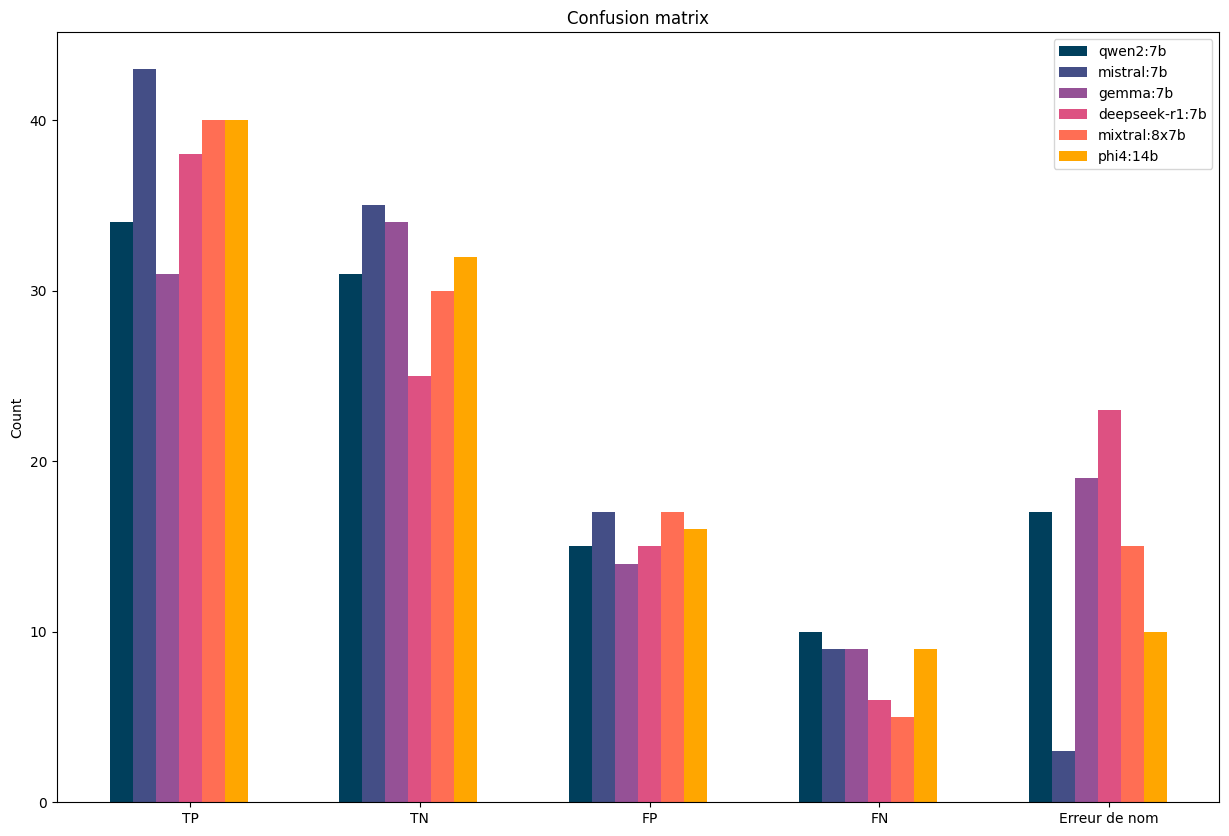 Confusion matrix
qwen2:7b
mistral:7b
gemma:7b
deepseek-r1:7b
mixtral:8x7b
phi4:14b
Count
40
30
20
10
0
TP TN FP FN Erreur de nom